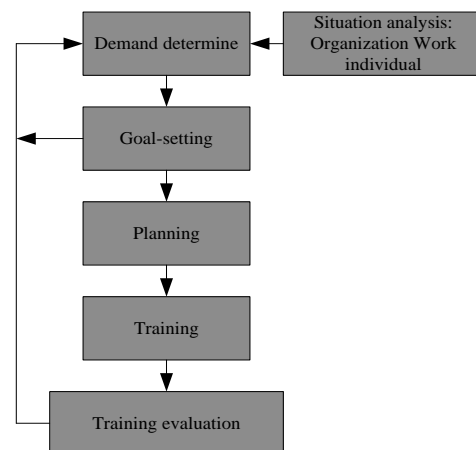 Demand determine
Situation analysis:
Organization Work
individual
Goal-setting
Planning
Training
Training evaluation